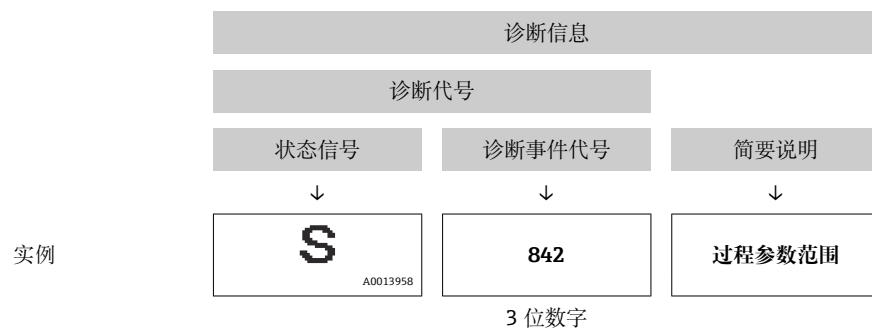 诊断信息
诊断代号
状态信号 诊断事件代号 简要说明
↓ ↓ ↓
实例 S 842 过程参数范围
A0013958
3 位数字